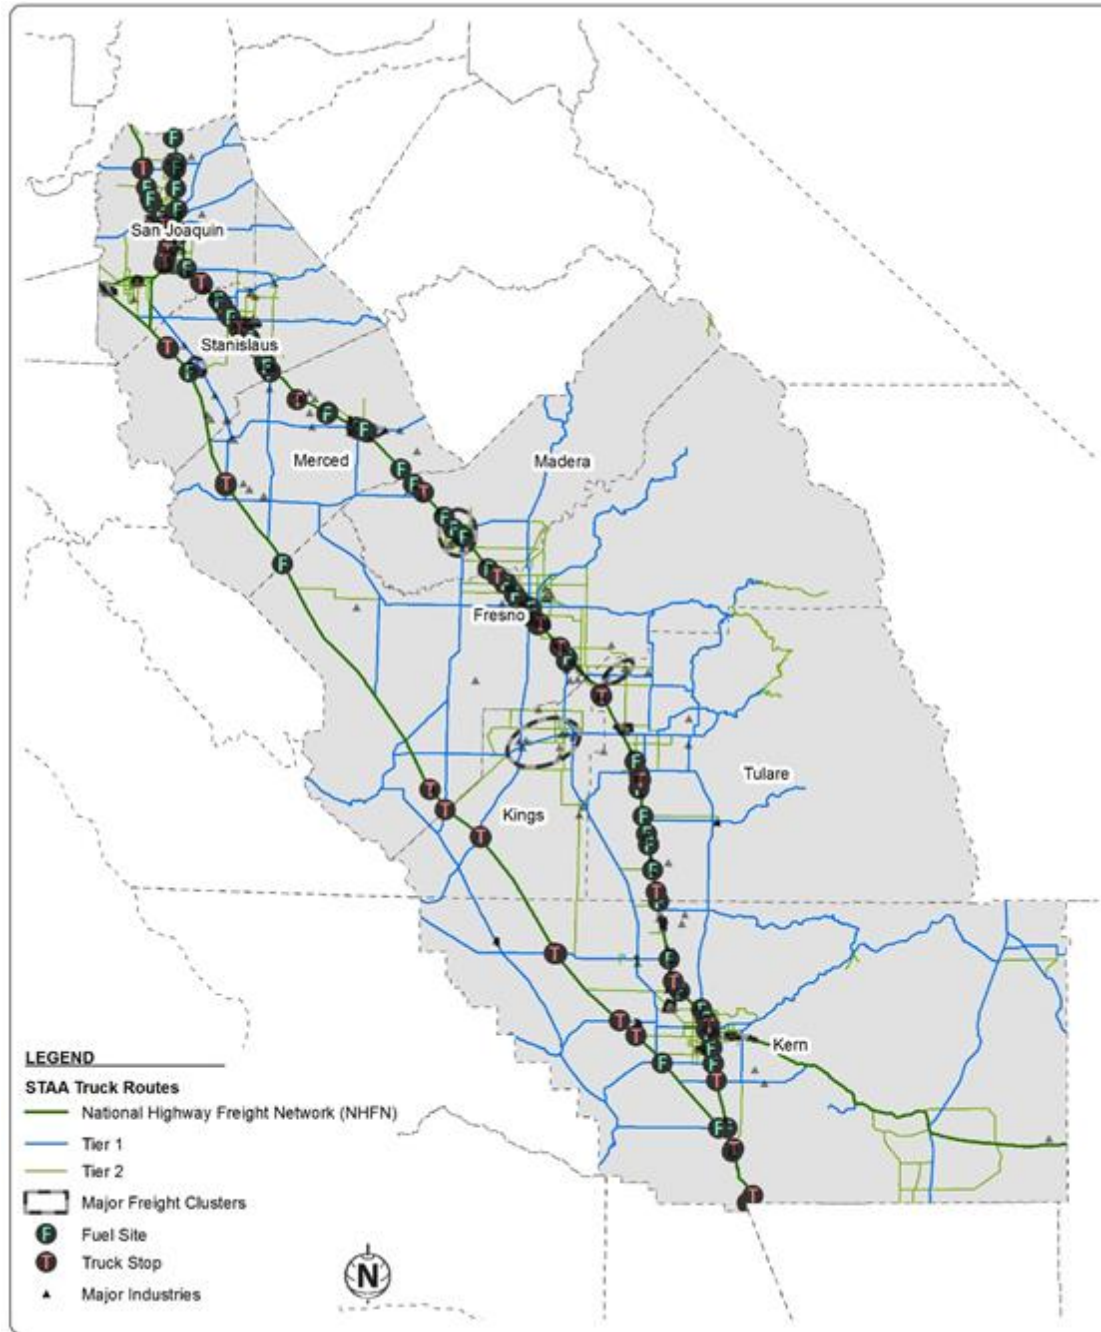 San Joaquin
Stanislaus
Merced
Madera
Fresno
Tulare
Kings
Kern
LEGEND
STAA Truck Routes
National Highway Freight Network (NHFN)
Tier 1
Tier 2
Major Freight Clusters
F Fuel Site
T Truck Stop
Major Industries
N